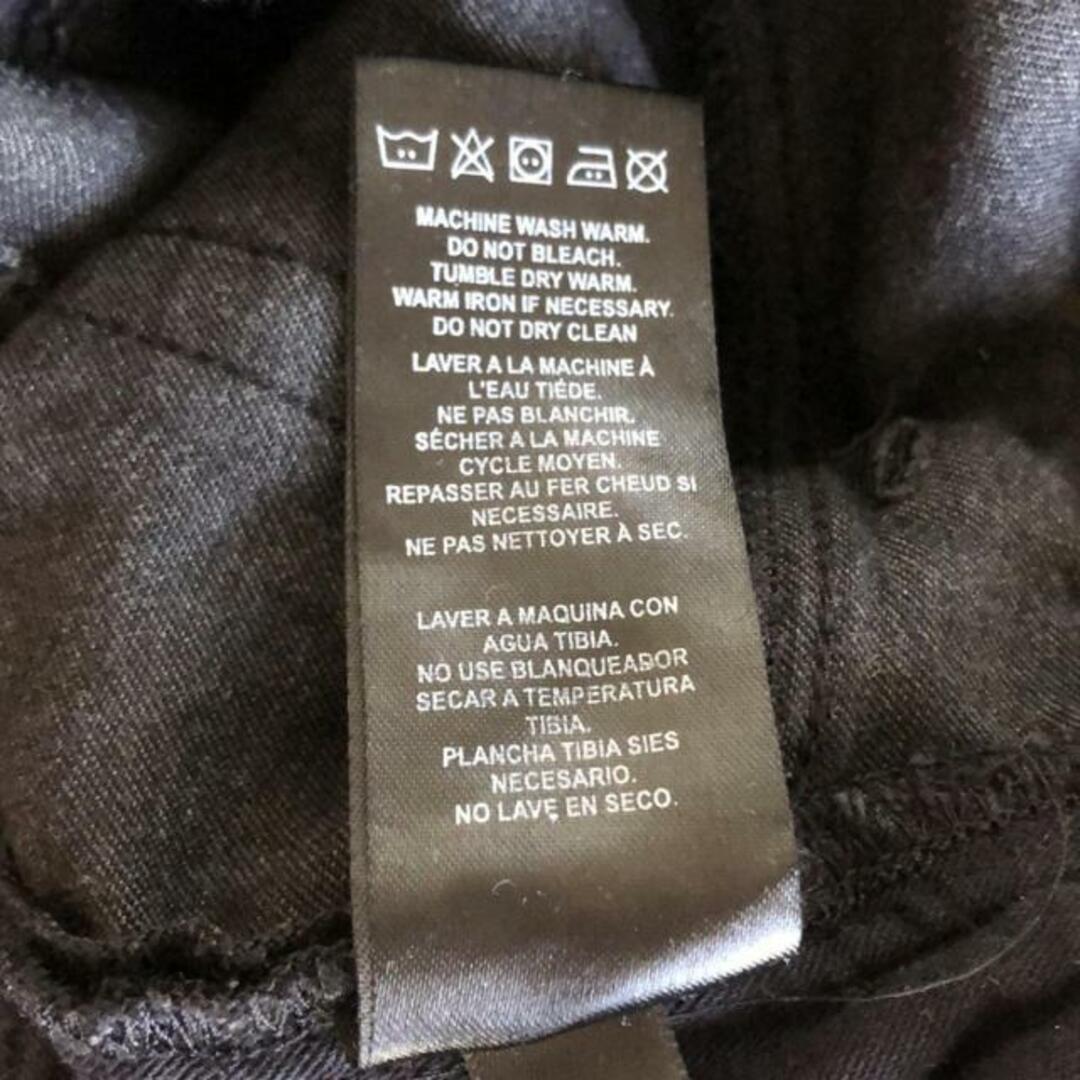 MACHINE WASH WARM.
DO NOT BLEACH.
TUMBLE DRY WARM.
WARM IRON IF NECESSARY.
DO NOT DRY CLEAN
LAVER A LA MACHINE À
L'EAU TIÉDE.
NE PAS BLANCHIR.
SÉCHER A LA MACHINE
CYCLE MOYEN.
REPASSER AU FER CHEUD SI
NECESSAIRE.
NE PAS NETTOYER À SEC.
LAVER A MAQUINA CON
AGUA TIBIA.
NO USE BLANQUEADOR
SECAR A TEMPERATURA
TIBIA.
PLANCHA TIBIA SIES
NECESARIO.
NO LAVE EN SECO.